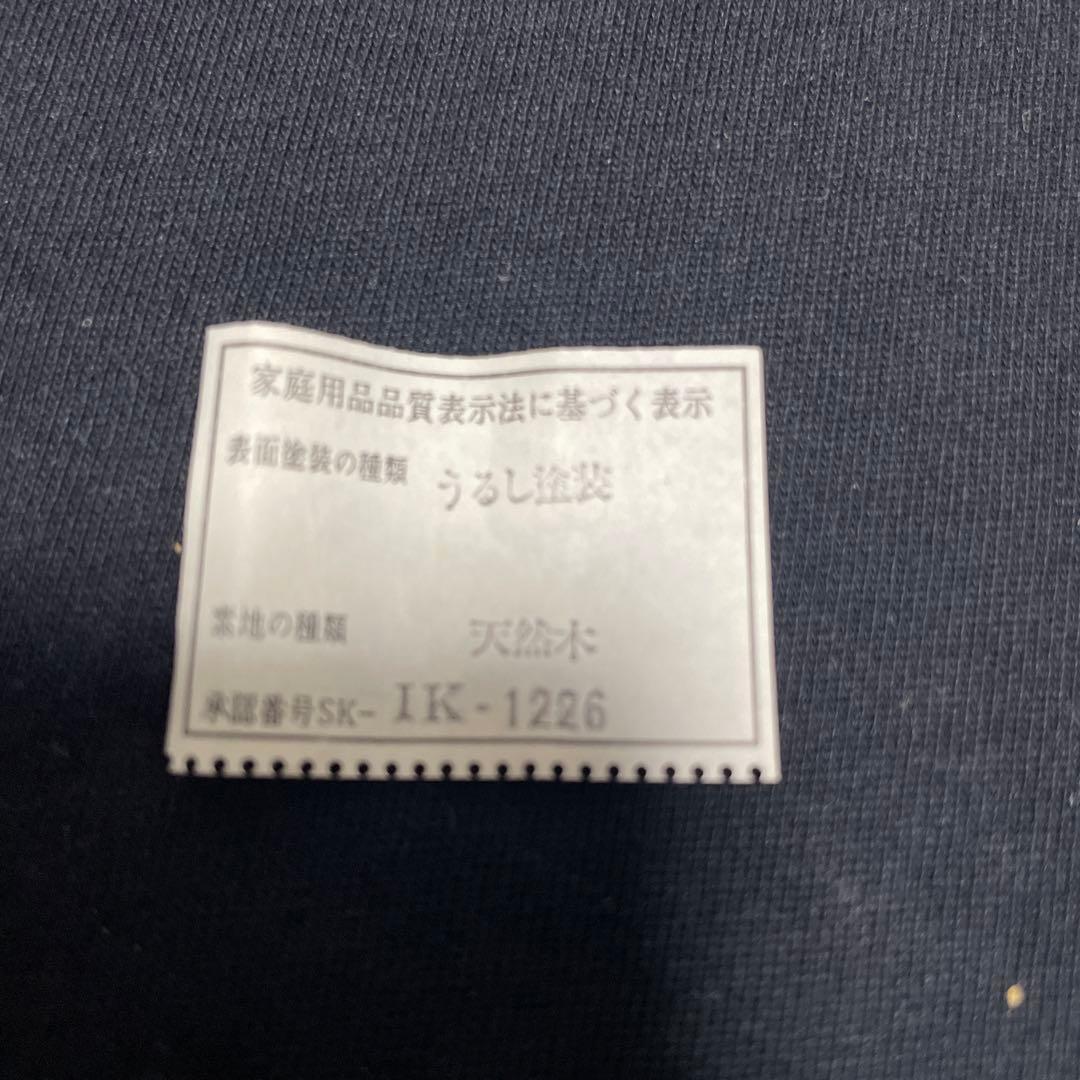 家庭用品品質表示法に基づく表示
表面塗装の種類 うるし塗装
素地の種類 天然木
承認番号SK- IK-1226